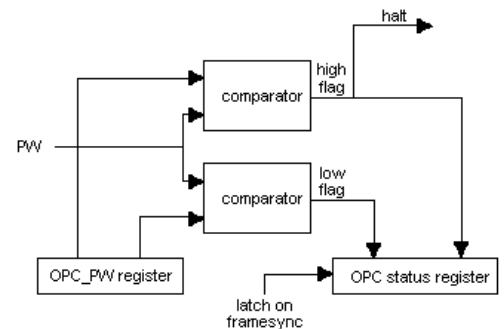 halt
high
flag
comparator
PW
low
flag
comparator
OPC_PW register
OPC status register
latch on
framesync